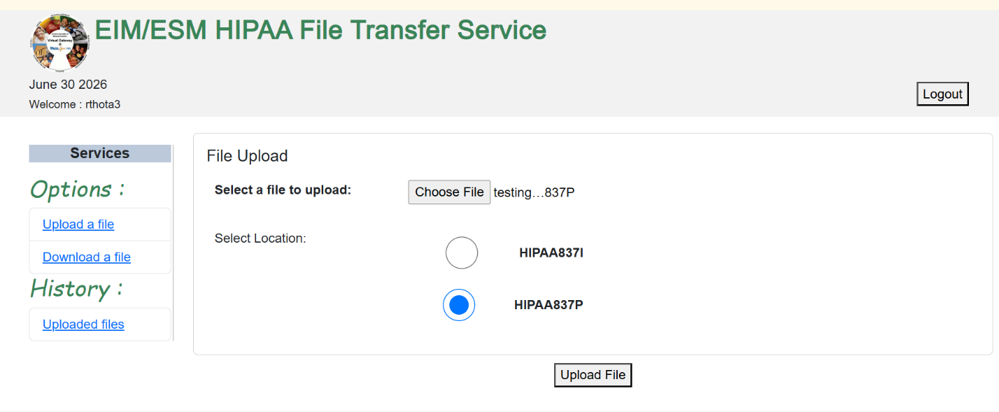 EIM/ESM HIPAA File Transfer Service
Virtual Gateway
June 30 2026
Welcome : rthota3
Logout
Services
Options :
Upload a file
Download a file
History :
Uploaded files
File Upload
Select a file to upload:
Choose File testing...837P
Select Location:
HIPAA837I
HIPAA837P
Upload File